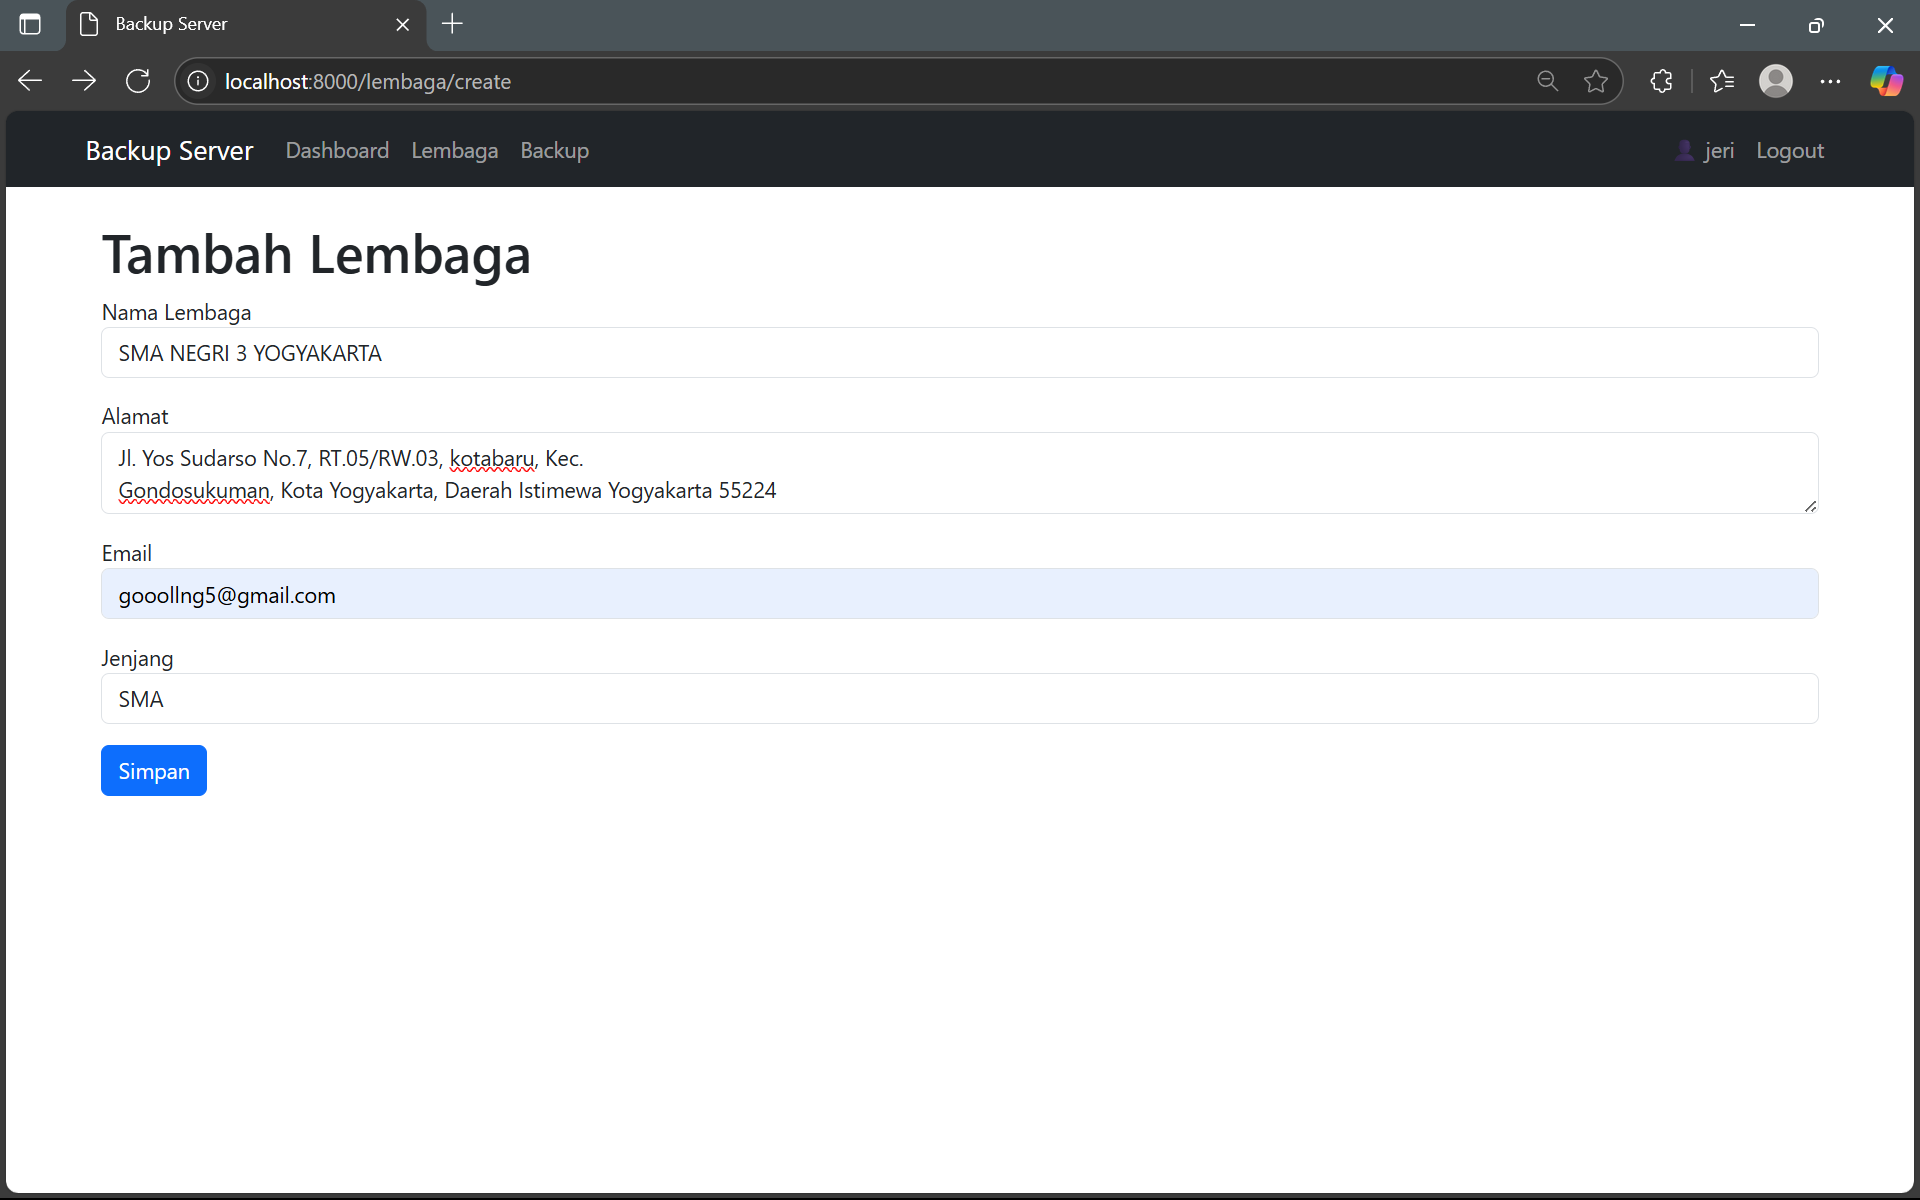 Backup Server
localhost:8000/lembaga/create
Backup Server Dashboard Lembaga Backup jeri Logout
Tambah Lembaga
Nama Lembaga
SMA NEGRI 3 YOGYAKARTA
Alamat
Jl. Yos Sudarso No.7, RT.05/RW.03, kotabaru, Kec.
Gondosukuman, Kota Yogyakarta, Daerah Istimewa Yogyakarta 55224
Email
gooollng5@gmail.com
Jenjang
SMA
Simpan